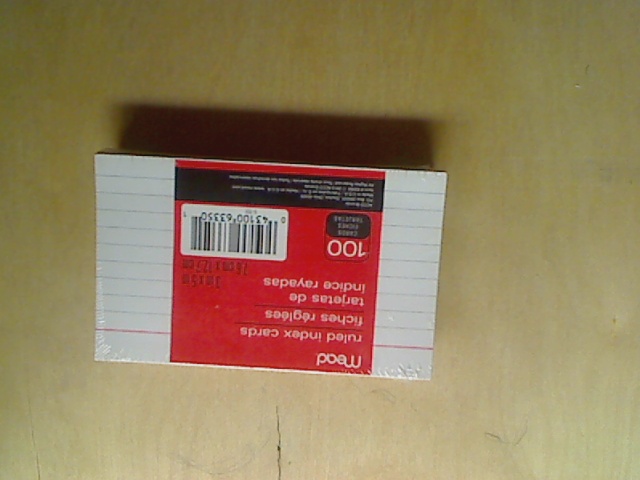 Mead
ruled index cards
fiches réglées
tarjetas de
índice rayadas
3 in x 5 in
7.6 cm x 12.7 cm
100
CARDS
FICHES
TARJETAS
0 43100 63350 1